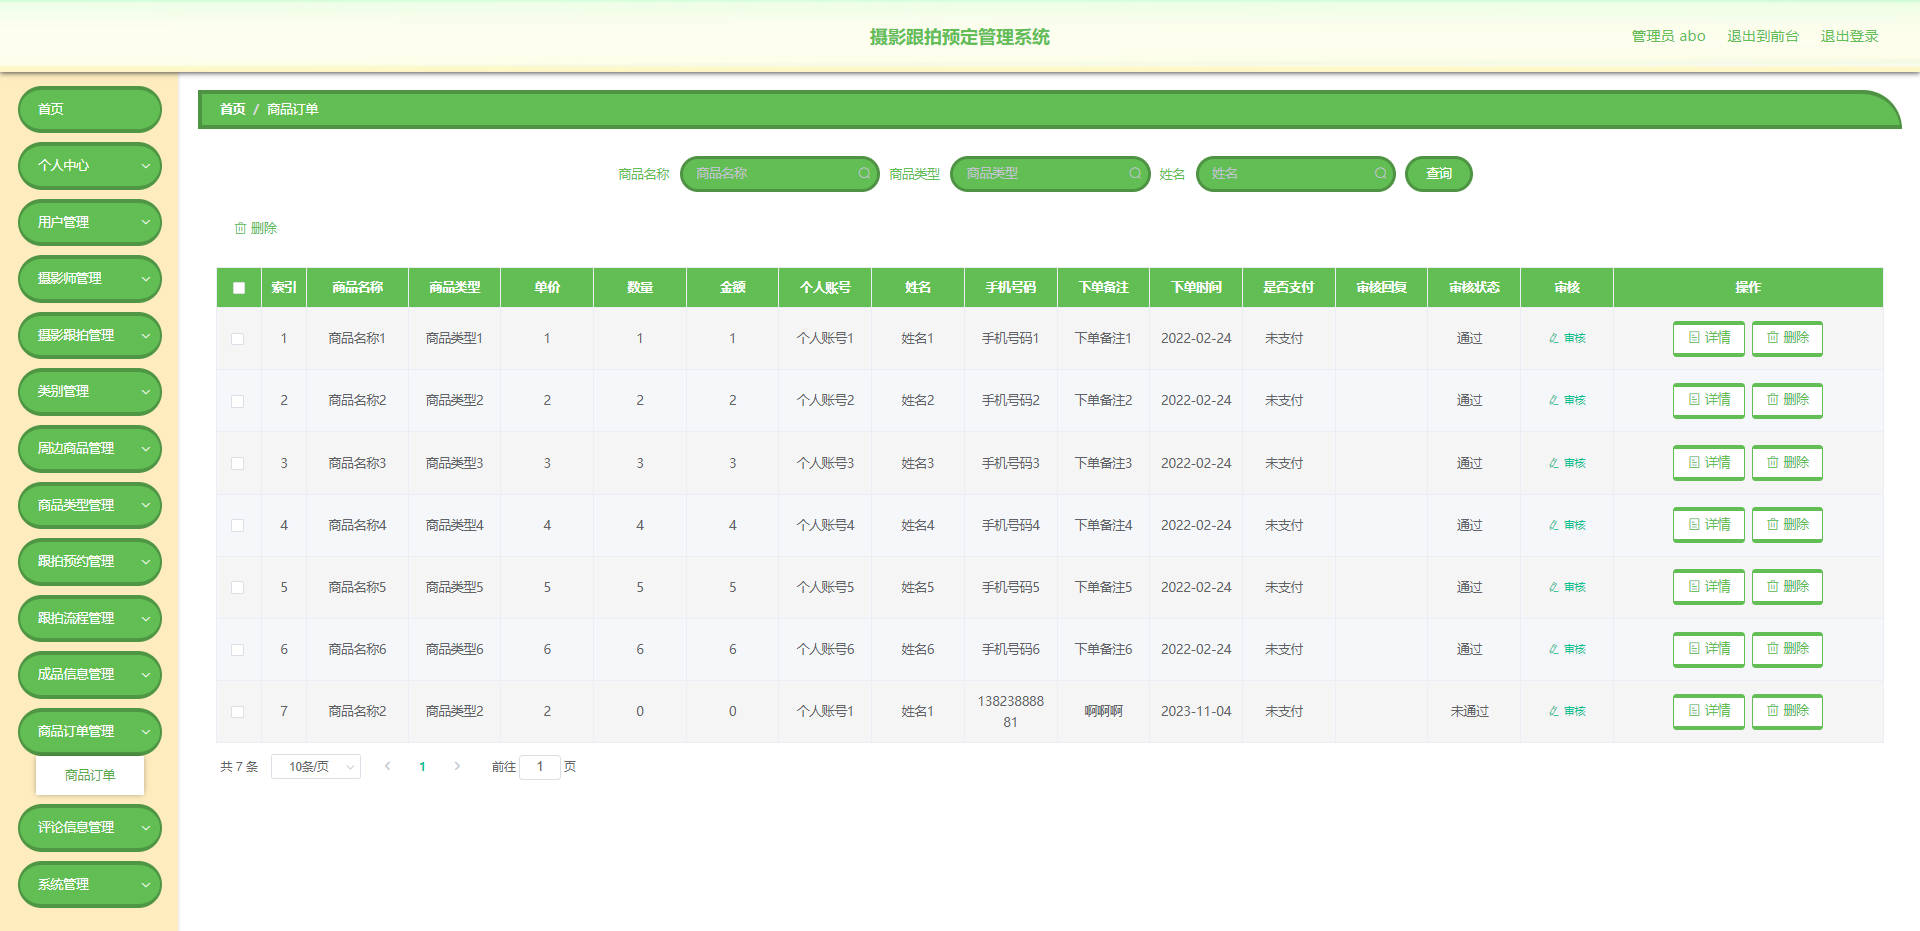 摄影跟拍预定管理系统
管理员 abo 退出到前台 退出登录
首页
个人中心
用户管理
摄影师管理
摄影跟拍管理
类别管理
周边商品管理
商品类型管理
跟拍预约管理
跟拍流程管理
成品信息管理
商品订单管理
商品订单
评论信息管理
系统管理
首页 / 商品订单
商品名称 商品名称 商品类型 商品类型 姓名 姓名 查询
删除
索引 商品名称 商品类型 单价 数量 金额 个人账号 姓名 手机号码 下单备注 下单时间 是否支付 审核回复 审核状态 审核 操作
1 商品名称1 商品类型1 1 1 1 个人账号1 姓名1 手机号码1 下单备注1 2022-02-24 未支付 通过 审核 详情 删除
2 商品名称2 商品类型2 2 2 2 个人账号2 姓名2 手机号码2 下单备注2 2022-02-24 未支付 通过 审核 详情 删除
3 商品名称3 商品类型3 3 3 3 个人账号3 姓名3 手机号码3 下单备注3 2022-02-24 未支付 通过 审核 详情 删除
4 商品名称4 商品类型4 4 4 4 个人账号4 姓名4 手机号码4 下单备注4 2022-02-24 未支付 通过 审核 详情 删除
5 商品名称5 商品类型5 5 5 5 个人账号5 姓名5 手机号码5 下单备注5 2022-02-24 未支付 通过 审核 详情 删除
6 商品名称6 商品类型6 6 6 6 个人账号6 姓名6 手机号码6 下单备注6 2022-02-24 未支付 通过 审核 详情 删除
7 商品名称2 商品类型2 2 0 0 个人账号1 姓名1 13823888881 啊啊啊 2023-11-04 未支付 未通过 审核 详情 删除
共 7 条 10条/页 1 前往 1 页